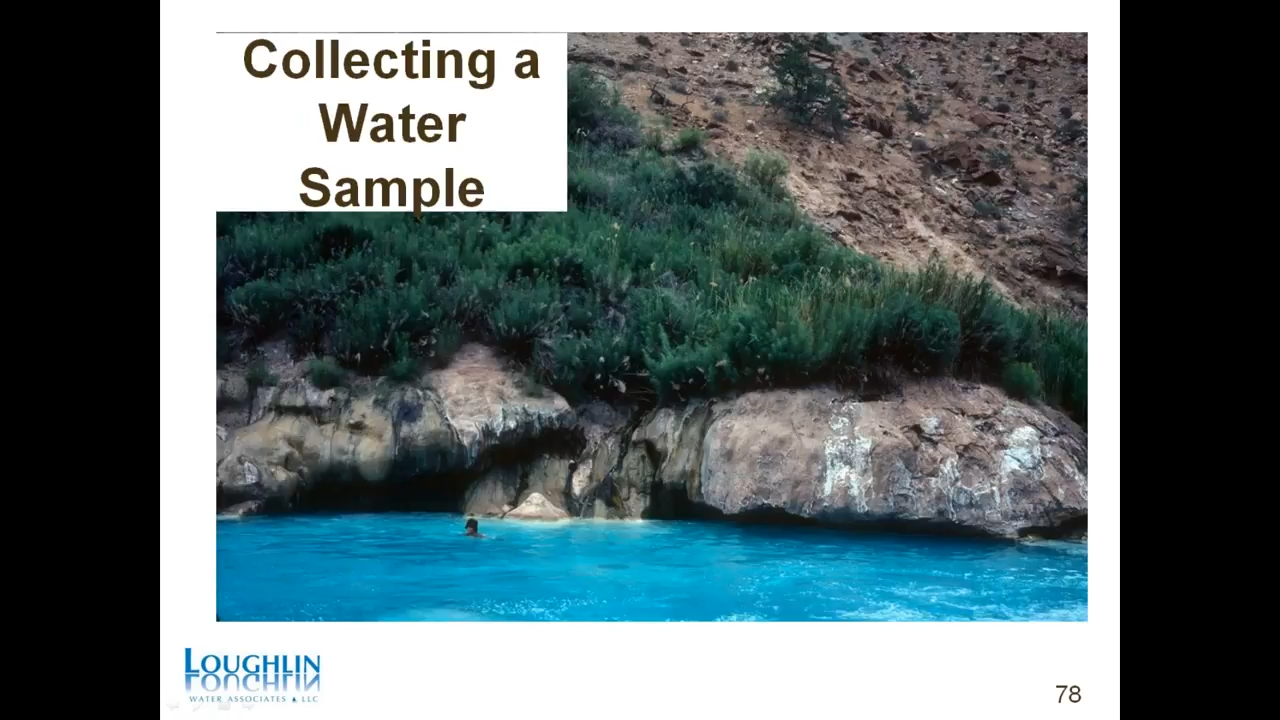 Collecting a
Water
Sample
LOUGHLIN
WATER ASSOCIATES LLC
78